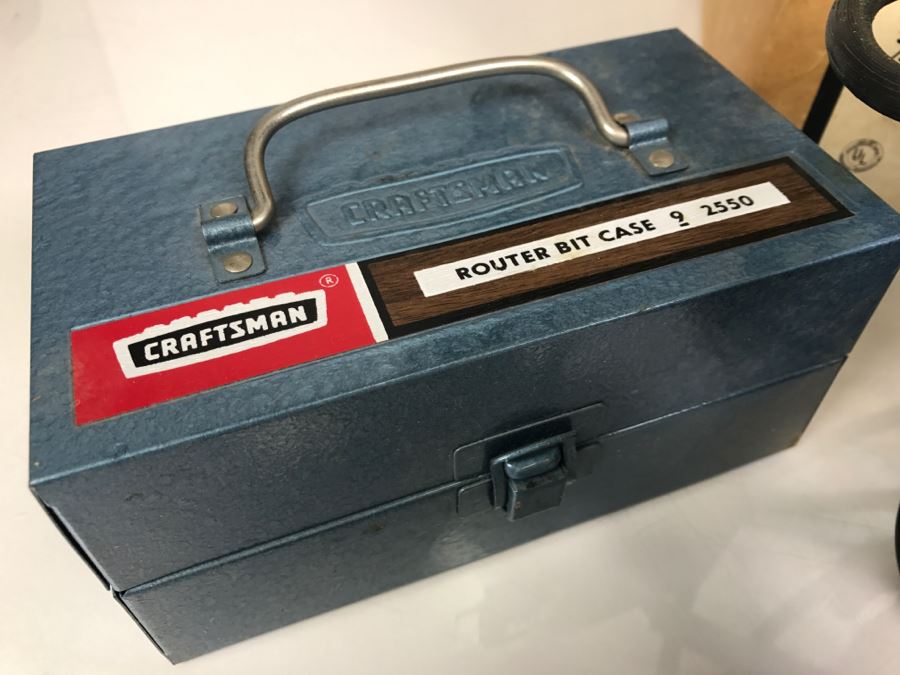 CRAFTSMAN
ROUTER BIT CASE 9 2550
CRAFTSMAN ®